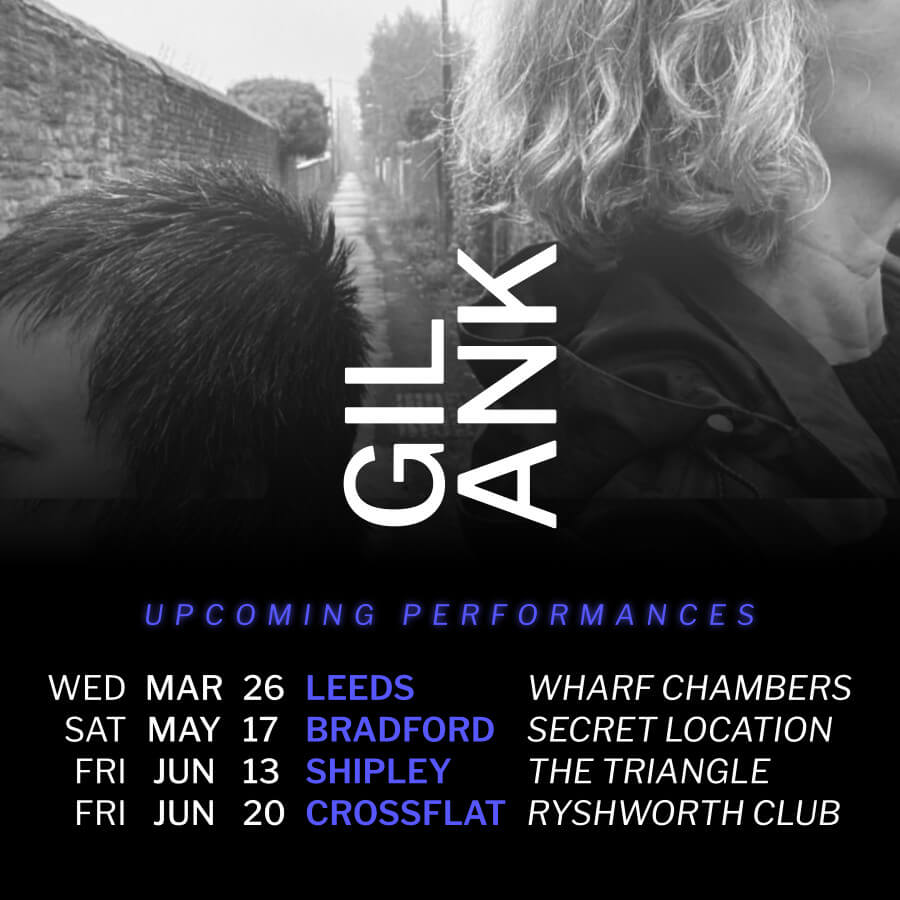 GIL
ANK
UPCOMING PERFORMANCES
WED MAR 26 LEEDS WHARF CHAMBERS
SAT MAY 17 BRADFORD SECRET LOCATION
FRI JUN 13 SHIPLEY THE TRIANGLE
FRI JUN 20 CROSSFLAT RYSHWORTH CLUB